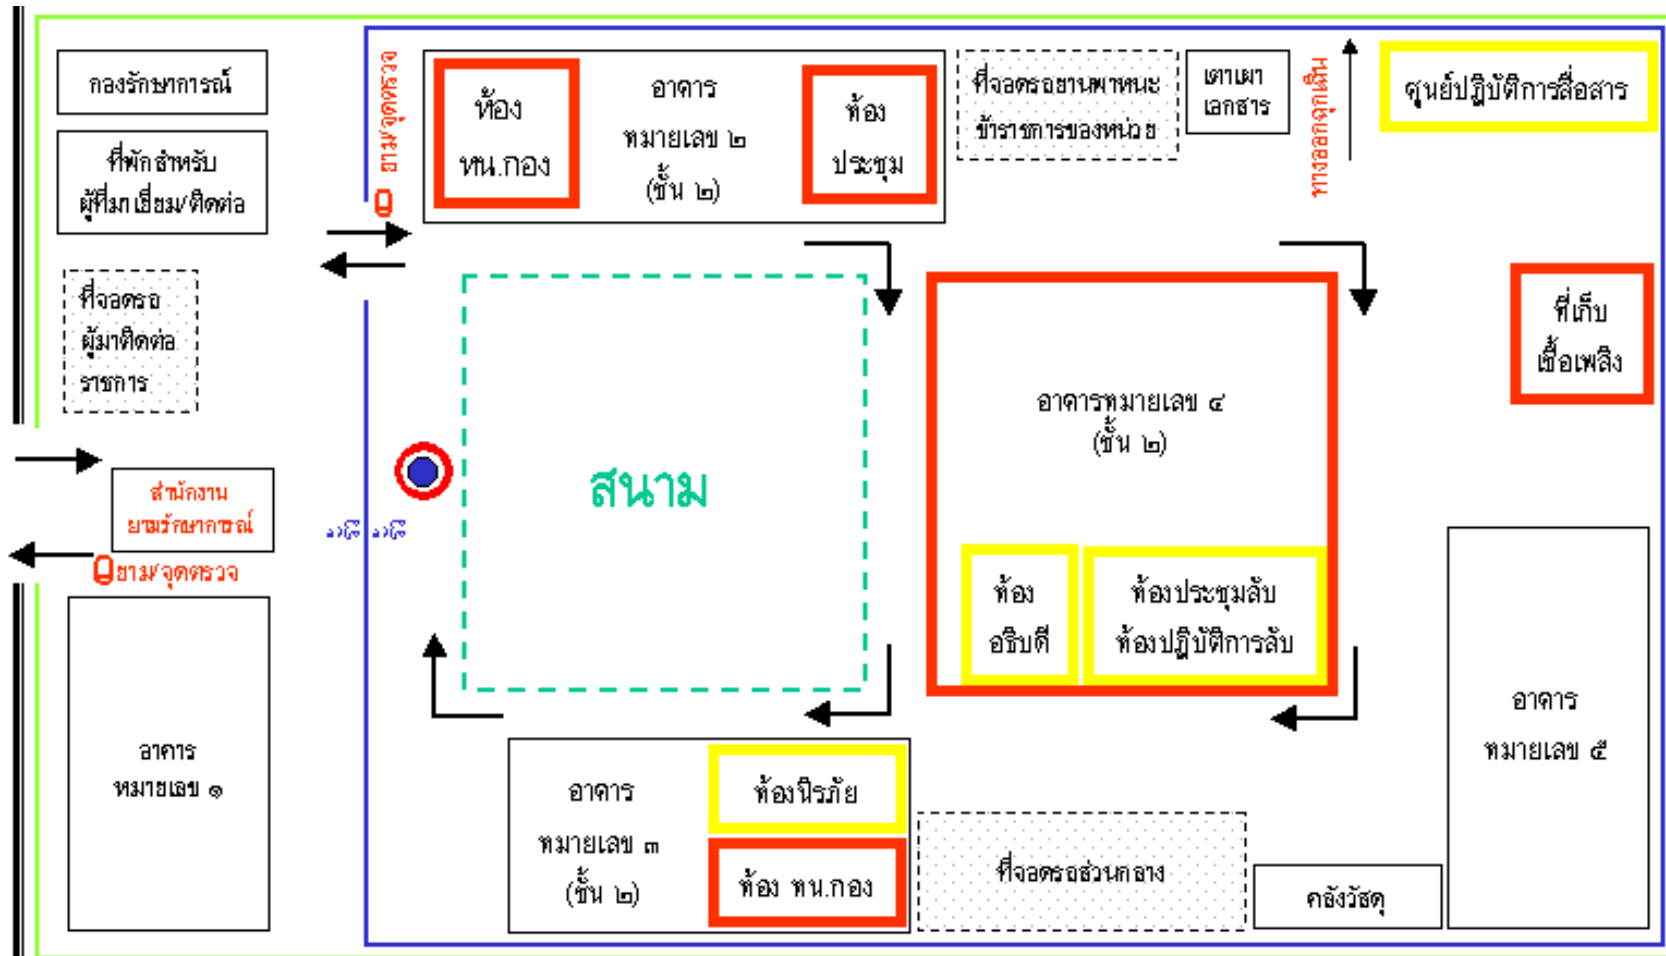 กองรักษาการณ์
ที่พักสำหรับ
ผู้ที่มาเยี่ยม/ติดต่อ
ที่จอดรถ
ผู้มาติดต่อ
ราชการ
สำนักงาน
ยามรักษาการณ์
ยาม/จุดตรวจ
อาคาร
หมายเลข ๑
รั้ว
รั้ว
ยาม/จุดตรวจ
ห้อง
หน.กอง
อาคาร
หมายเลข ๒
(ชั้น ๒)
ห้อง
ประชุม
ที่จอดรถยานพาหนะ
ข้าราชการของหน่วย
เตาเผา
เอกสาร
ทางออกฉุกเฉิน
ศูนย์ปฏิบัติการสื่อสาร
สนาม
อาคารหมายเลข ๔
(ชั้น ๒)
ห้อง
อธิบดี
ห้องประชุมลับ
ห้องปฏิบัติการลับ
ที่เก็บ
เชื้อเพลิง
อาคาร
หมายเลข ๓
(ชั้น ๒)
ห้องนิรภัย
ห้อง หน.กอง
ที่จอดรถส่วนกลาง
คลังวัสดุ
อาคาร
หมายเลข ๕